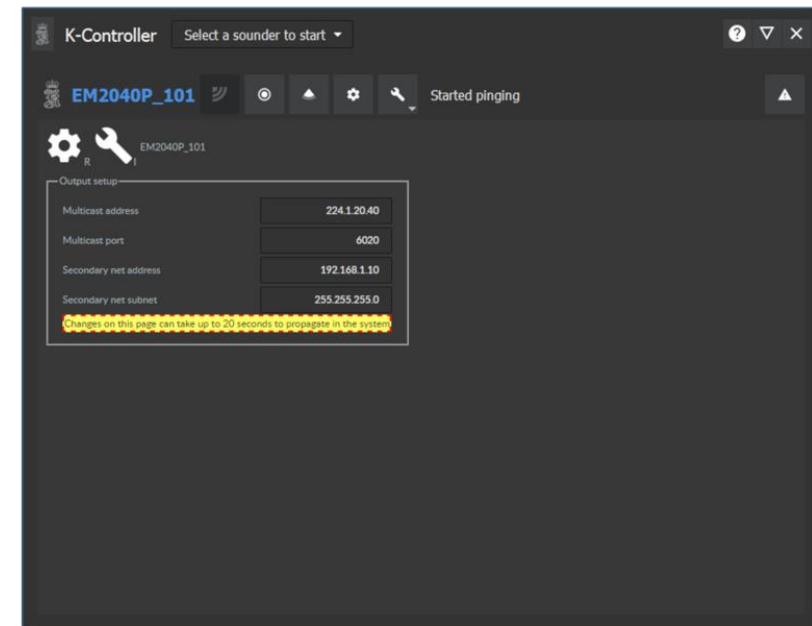 K-Controller Select a sounder to start
EM2040P_101 Started pinging
R I EM2040P_101
Output setup
Multicast address 224.1.20.40
Multicast port 6020
Secondary net address 192.168.1.10
Secondary net subnet 255.255.255.0
Changes on this page can take up to 20 seconds to propagate in the system